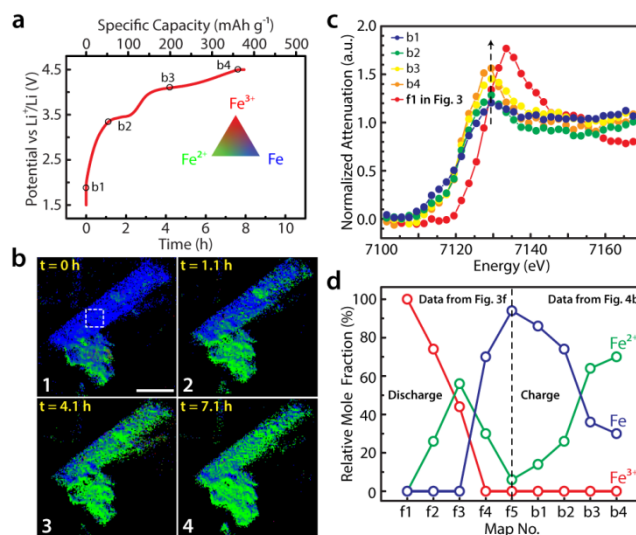 a
Specific Capacity (mAh g⁻¹)
0 100 200 300 400 500
Potential vs Li⁺/Li (V)
4.5
3.5
2.5
1.5
b1
b2
b3
b4
Fe³⁺
Fe²⁺
Fe
0 2 4 6 8 10
Time (h)
b
t = 0 h
1
t = 1.1 h
2
t = 4.1 h
3
t = 7.1 h
4
c
Normalized Attenuation (a.u.)
2.0
1.5
1.0
0.5
0.0
b1
b2
b3
b4
f1 in Fig. 3
7100 7120 7140 7160
Energy (eV)
d
Relative Mole Fraction (%)
100
80
60
40
20
0
Data from Fig. 3f
Data from Fig. 4b
Discharge
Charge
Fe²⁺
Fe
Fe³⁺
f1 f2 f3 f4 f5 b1 b2 b3 b4
Map No.